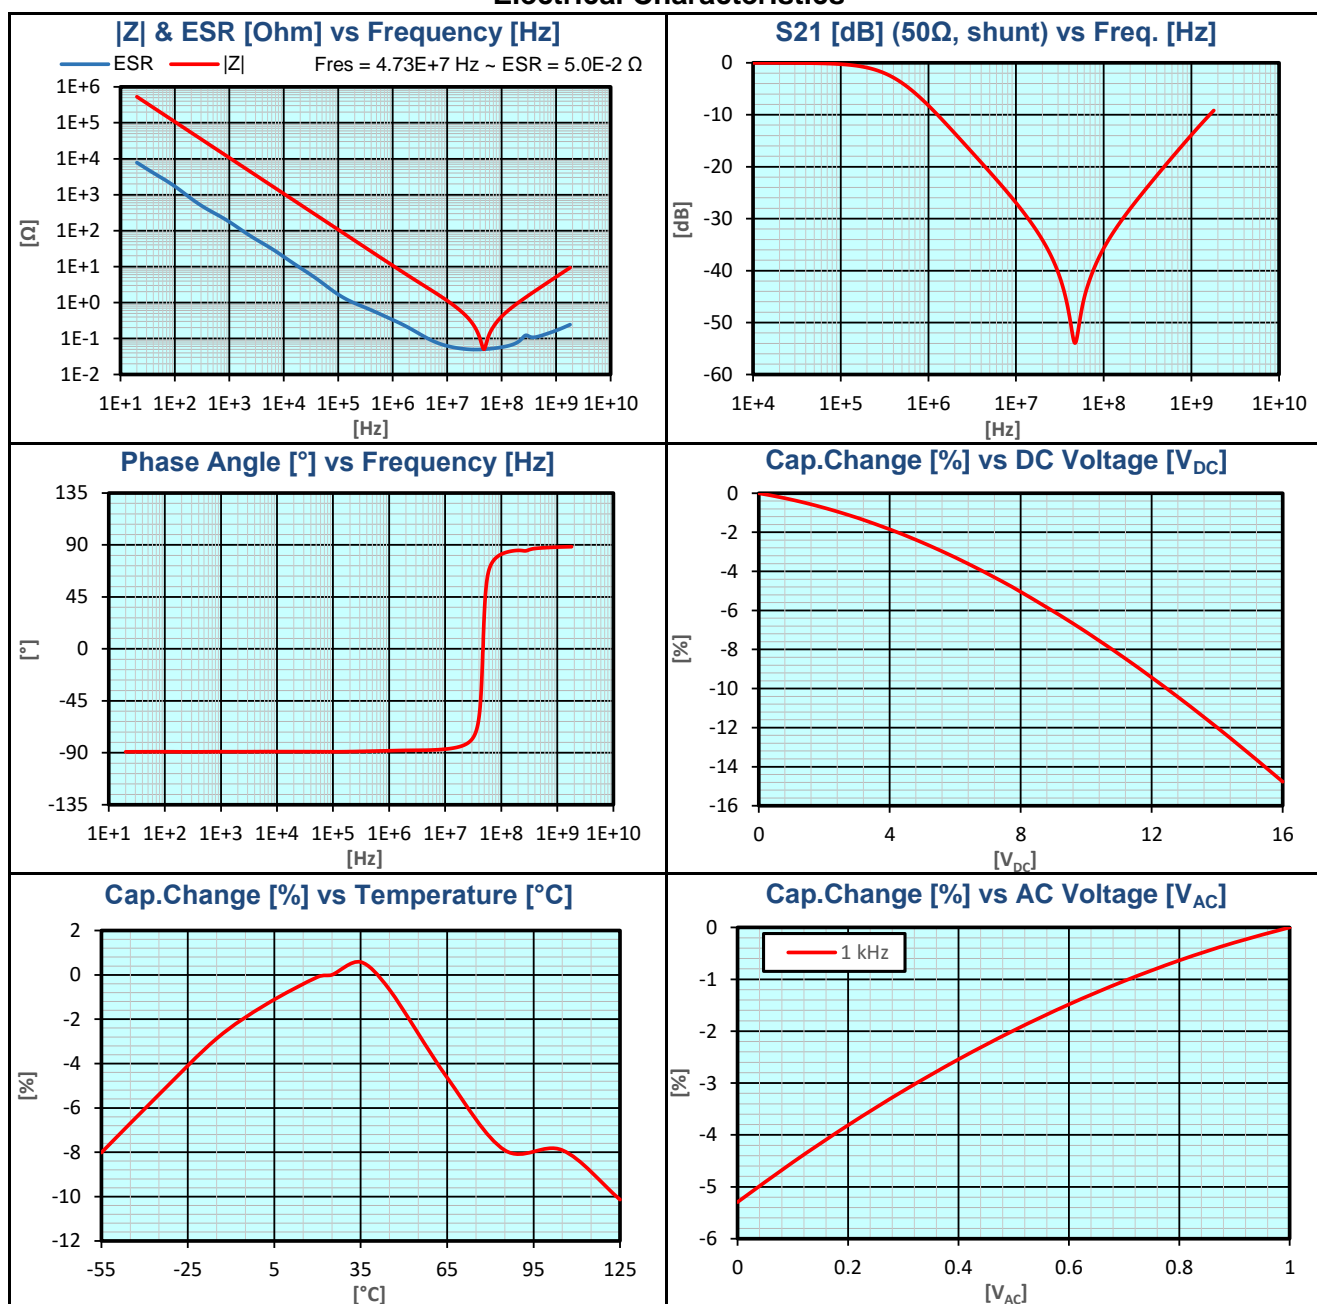 Electrical Characteristics
|Z| & ESR [Ohm] vs Frequency [Hz]
ESR |Z| Fres = 4.73E+7 Hz ~ ESR = 5.0E-2 Ω
1E+6
1E+5
1E+4
1E+3
1E+2
1E+1
1E+0
1E-1
1E-2
[Ω]
1E+1 1E+2 1E+3 1E+4 1E+5 1E+6 1E+7 1E+8 1E+9 1E+10
[Hz]
S21 [dB] (50Ω, shunt) vs Freq. [Hz]
0
-10
-20
-30
-40
-50
-60
[dB]
1E+4 1E+5 1E+6 1E+7 1E+8 1E+9 1E+10
[Hz]
Phase Angle [°] vs Frequency [Hz]
135
90
45
0
-45
-90
-135
[°]
1E+1 1E+2 1E+3 1E+4 1E+5 1E+6 1E+7 1E+8 1E+9 1E+10
[Hz]
Cap.Change [%] vs DC Voltage [VDC]
0
-2
-4
-6
-8
-10
-12
-14
-16
[%]
0 4 8 12 16
[VDC]
Cap.Change [%] vs Temperature [°C]
2
0
-2
-4
-6
-8
-10
-12
[%]
-55 -25 5 35 65 95 125
[°C]
Cap.Change [%] vs AC Voltage [VAC]
1 kHz
0
-1
-2
-3
-4
-5
-6
[%]
0 0.2 0.4 0.6 0.8 1
[VAC]